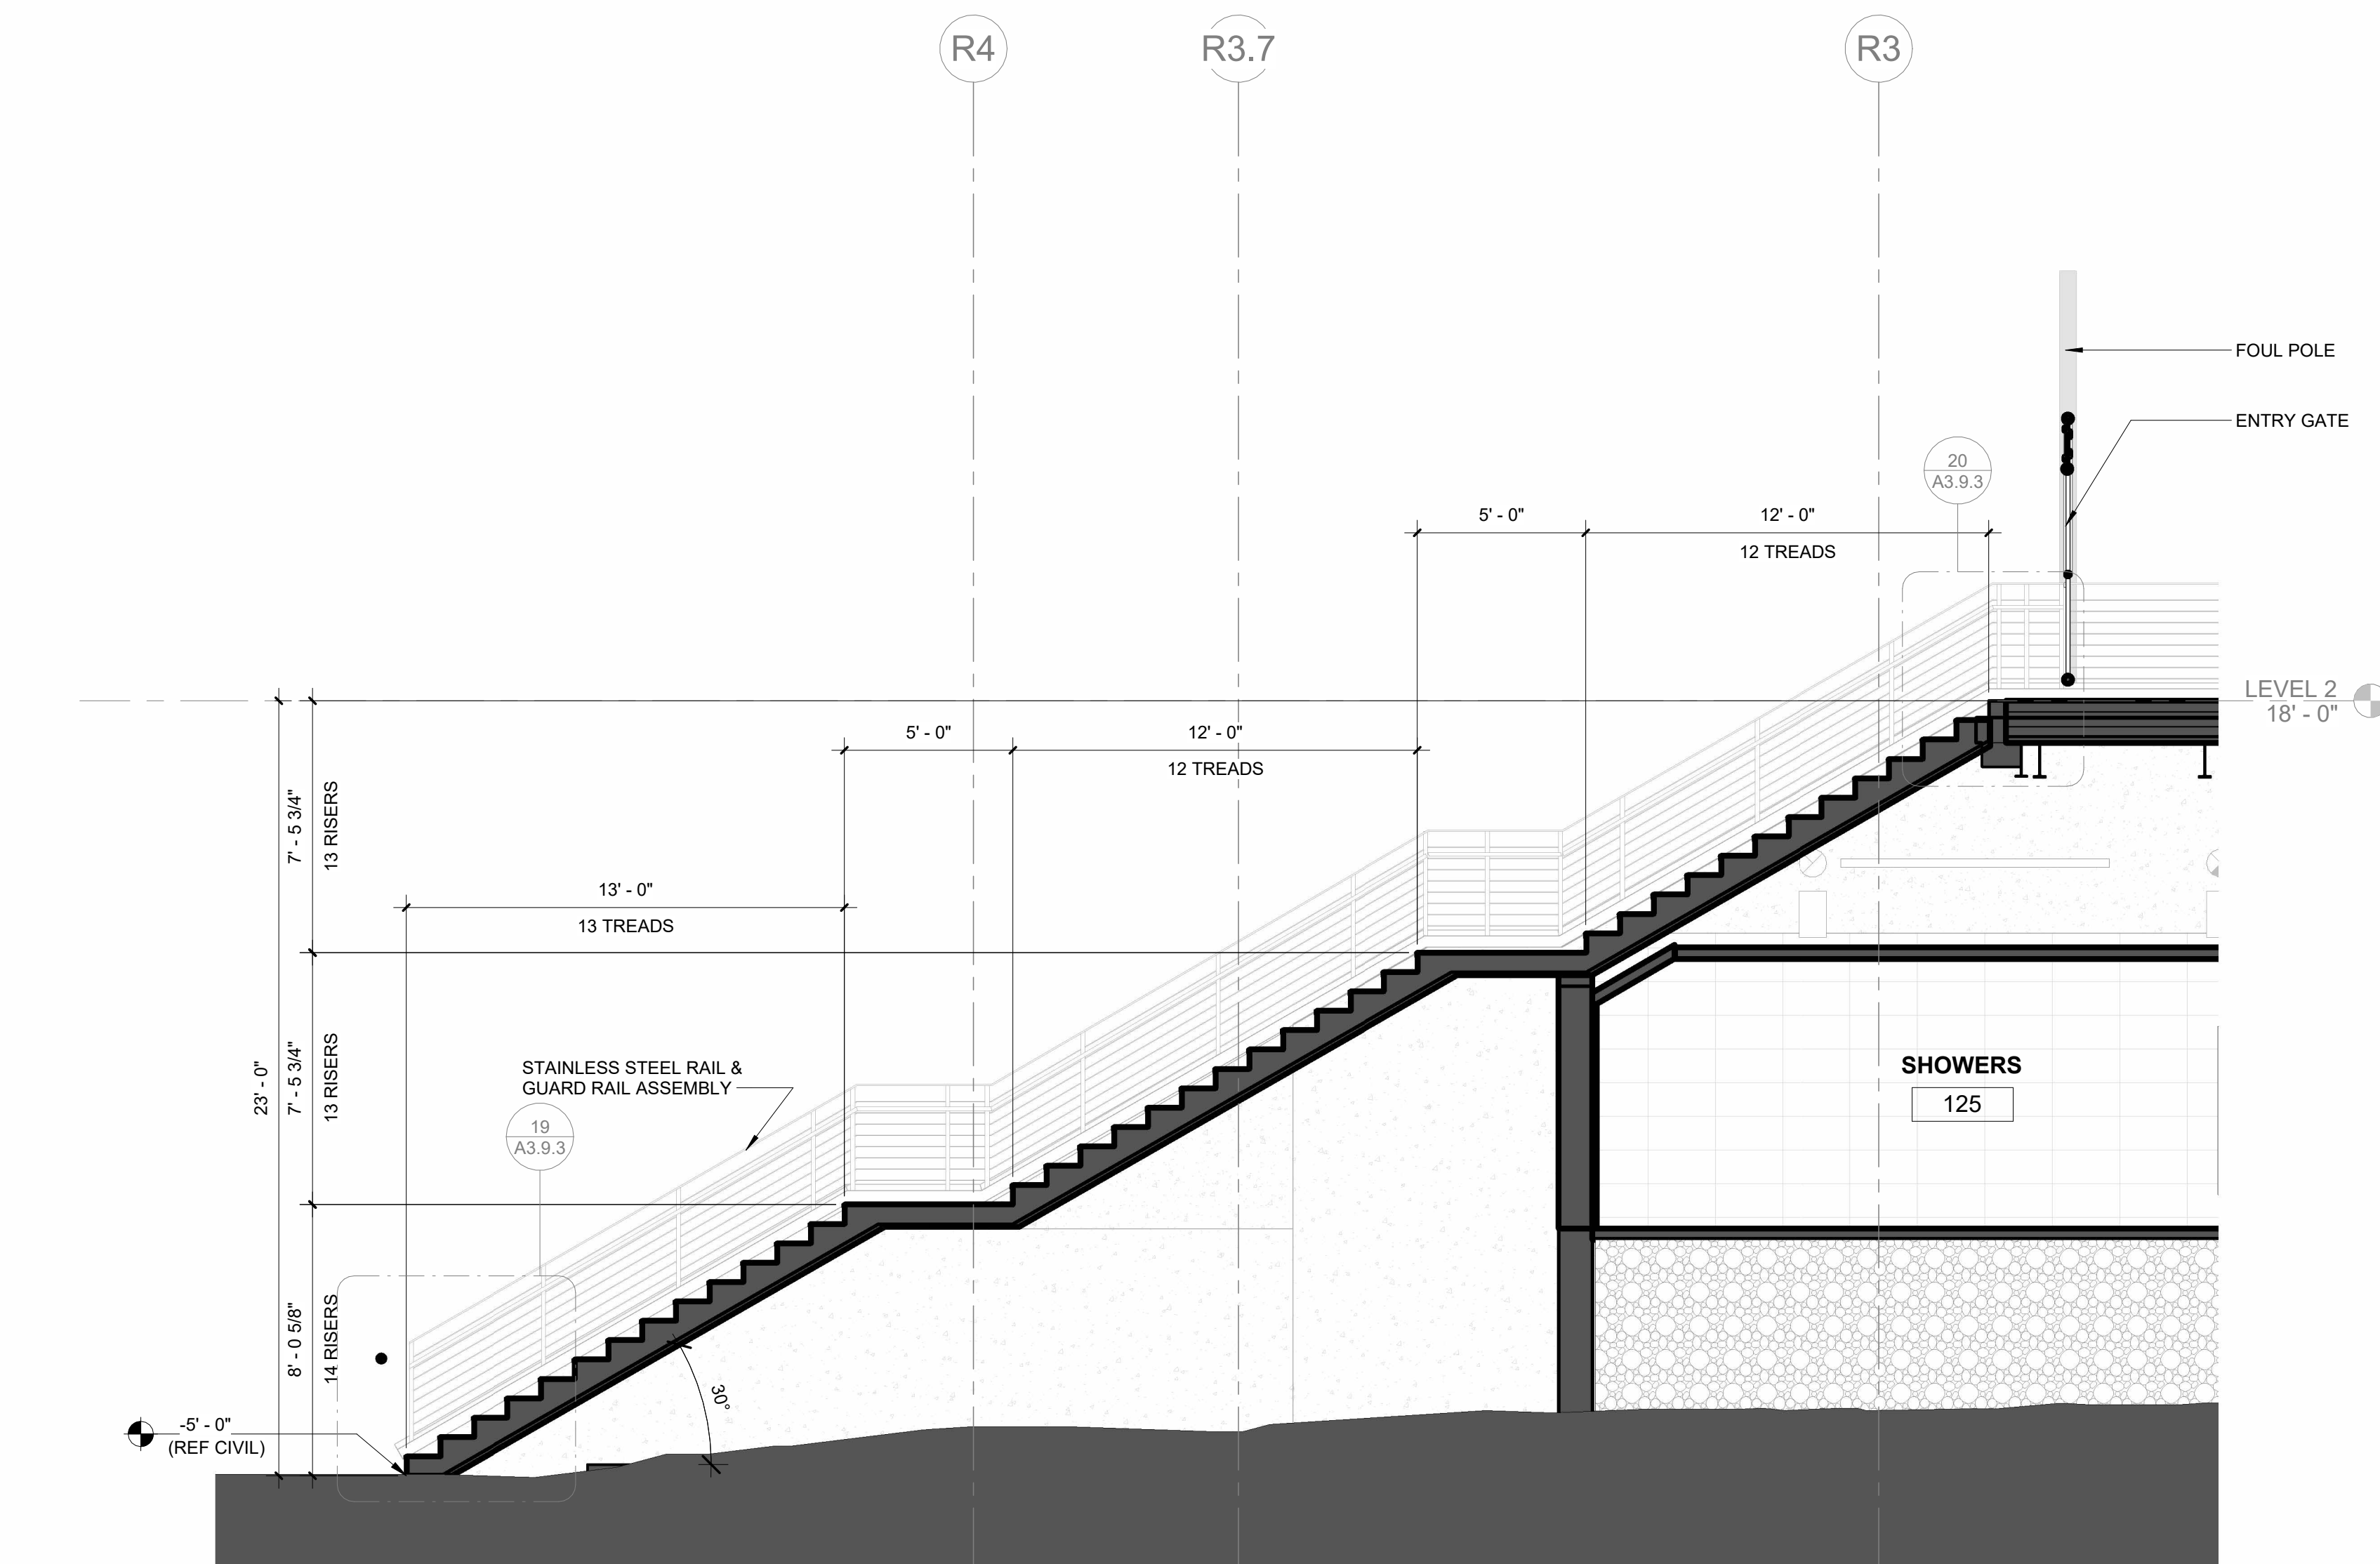 R4
R3.7
R3
FOUL POLE
ENTRY GATE
20
A3.9.3
5' - 0"
12' - 0"
12 TREADS
LEVEL 2
18' - 0"
5' - 0"
12' - 0"
12 TREADS
7' - 5 3/4"
13 RISERS
13' - 0"
13 TREADS
23' - 0"
7' - 5 3/4"
13 RISERS
STAINLESS STEEL RAIL &
GUARD RAIL ASSEMBLY
SHOWERS
125
19
A3.9.3
8' - 0 5/8"
14 RISERS
30°
-5' - 0"
(REF CIVIL)